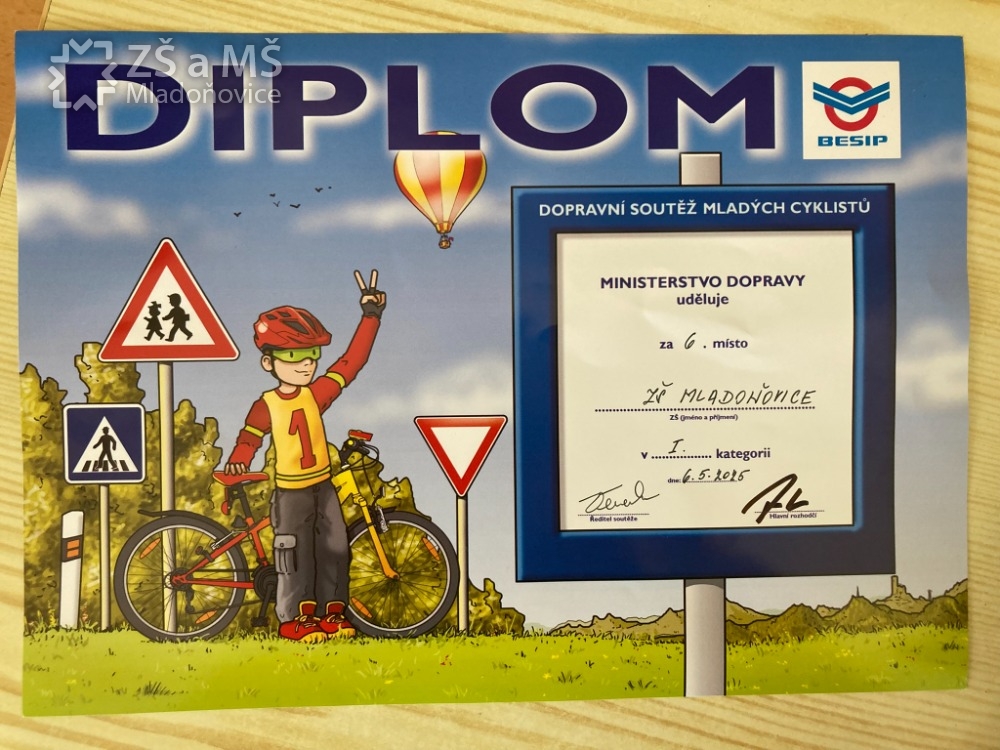 ZŠ a MŠ
Mladoňovice
DIPLOM
BESIP
DOPRAVNÍ SOUTĚŽ MLADÝCH CYKLISTŮ
MINISTERSTVO DOPRAVY
uděluje
za 6 . místo
ZŠ MLADOŇOVICE
ZŠ (jméno a příjmení)
v I. kategorii
dne: 6.5.2025
Ředitel soutěže
Hlavní rozhodčí
1